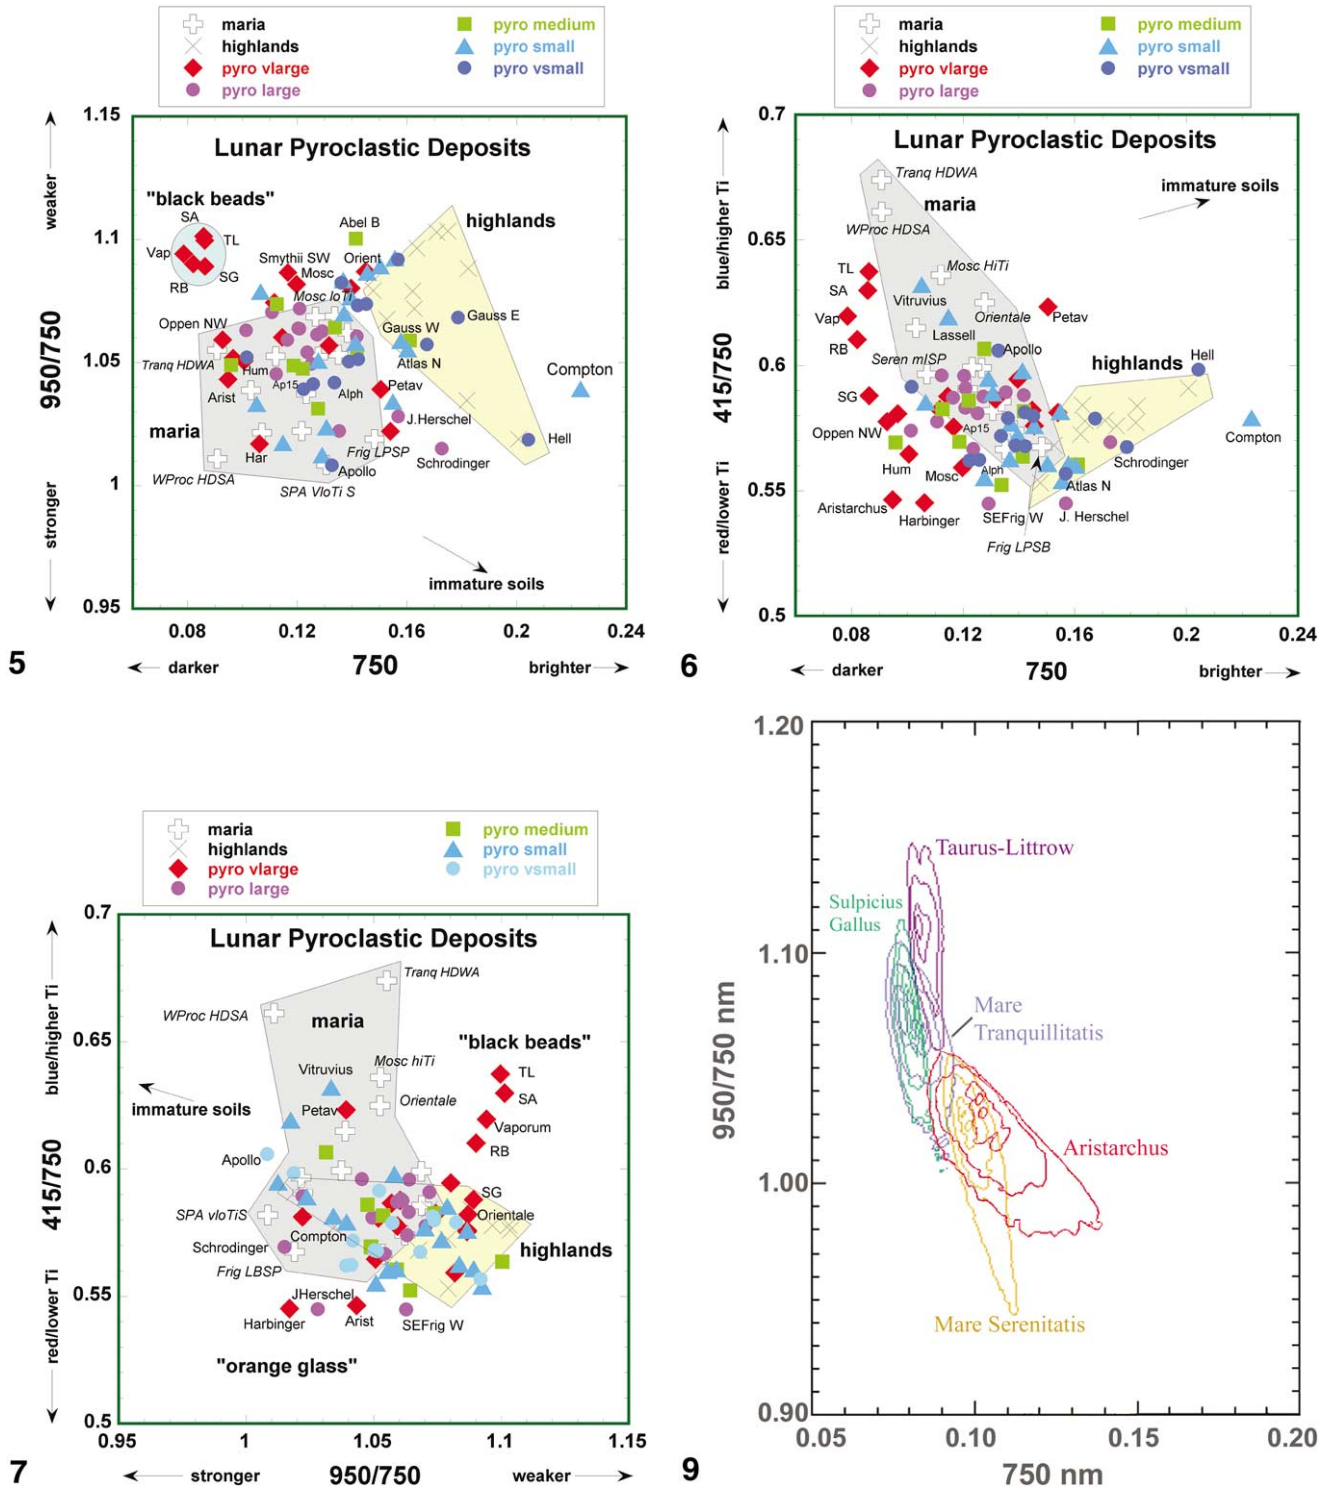 maria
highlands
pyro vlarge
pyro large
pyro medium
pyro small
pyro vsmall
1.15
1.1
1.05
1
0.95
weaker
950/750
stronger
Lunar Pyroclastic Deposits
"black beads"
SA
TL
Vap
SG
RB
Abel B
highlands
Smythii SW
Orient
Mosc
Mosc loTi
Oppen NW
Gauss W
Gauss E
Tranq HDWA
Hum
Atlas N
Compton
Ap15
Arist
Alph
Petav
J.Herschel
maria
Har
Frig LPSP
Hell
Schrodinger
WProc HDSA
Apollo
SPA VloTi S
immature soils
0.08
0.12
0.16
0.2
0.24
5
darker
750
brighter
maria
highlands
pyro vlarge
pyro large
pyro medium
pyro small
pyro vsmall
0.7
0.65
0.6
0.55
0.5
blue/higher Ti
415/750
red/lower Ti
Lunar Pyroclastic Deposits
Tranq HDWA
immature soils
maria
WProc HDSA
TL
Mosc HiTi
SA
Vitruvius
Orientale
Petav
Vap
Lassell
RB
Seren mISP
Apollo
highlands
Hell
SG
Oppen NW
Ap15
Compton
Hum
Mosc
Alph
Schrodinger
Atlas N
Aristarchus
Harbinger
SEFrig W
J. Herschel
Frig LPSB
0.08
0.12
0.16
0.2
0.24
6
darker
750
brighter
maria
highlands
pyro vlarge
pyro large
pyro medium
pyro small
pyro vsmall
0.7
0.65
0.6
0.55
0.5
blue/higher Ti
415/750
red/lower Ti
Lunar Pyroclastic Deposits
Tranq HDWA
WProc HDSA
maria
"black beads"
Mosc hiTi
Vitruvius
TL
immature soils
Petav
Orientale
SA
Vaporum
Apollo
RB
SG
SPA vloTiS
Orientale
Compton
Schrodinger
highlands
Frig LBSP
JHerschel
Harbinger
Arist
SEFrig W
"orange glass"
0.95
1
1.05
1.1
1.15
7
stronger
950/750
weaker
1.20
1.10
1.00
0.90
950/750 nm
Taurus-Littrow
Sulpicius
Gallus
Mare
Tranquillitatis
Aristarchus
Mare Serenitatis
0.05
0.10
0.15
0.20
9
750 nm